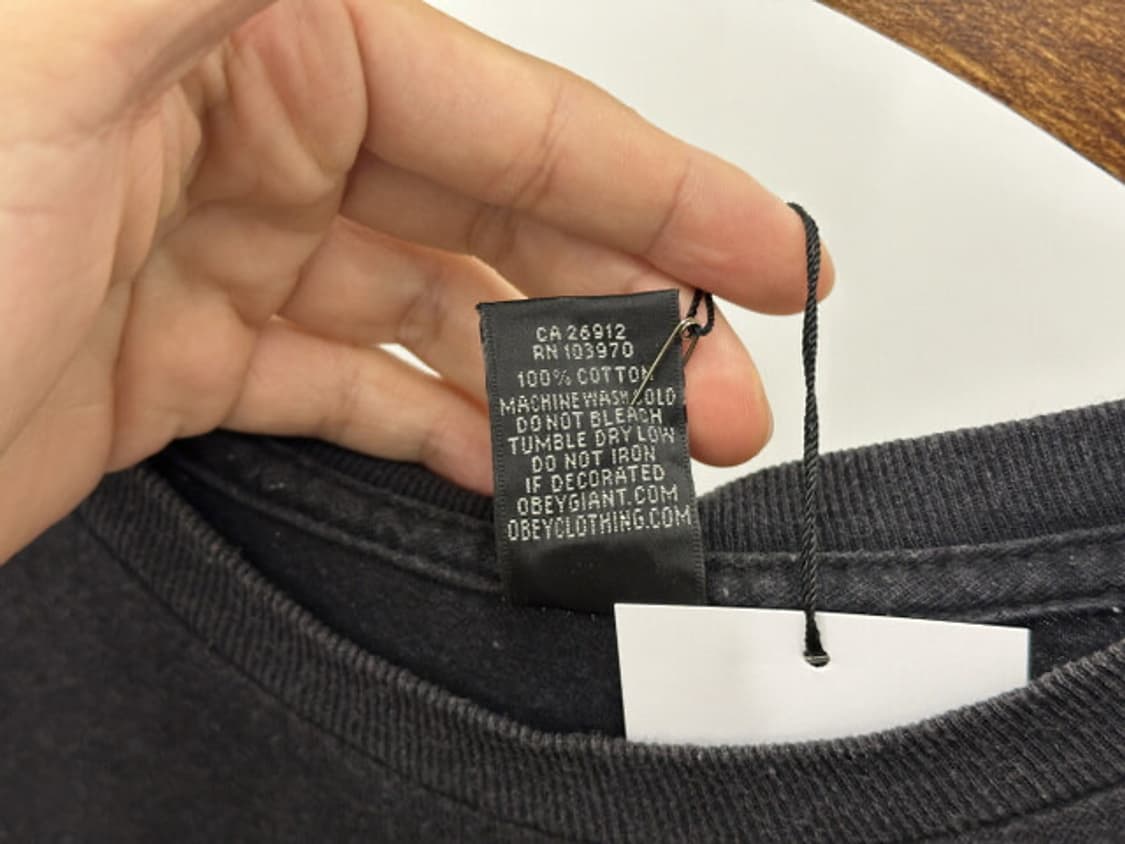 CA 26912
RN 103970
100% COTTON
MACHINE WASH COLD
DO NOT BLEACH
TUMBLE DRY LOW
DO NOT IRON
IF DECORATED
OBEYGIANT.COM
OBEYCLOTHING.COM